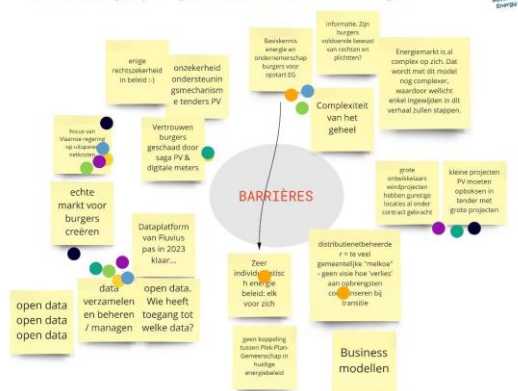 enige
rechtszekerheid
in beleid :-)
onzekerheid
ondersteunin
gsmechanism
e tenders PV
Focus van
Vlaamse regering
op uitsparen
netkosten
Vertrouwen
burgers
geschaad door
saga PV &
digitale meters
echte
markt voor
burgers
creëren
Dataplatform
van Fluvius
pas in 2023
klaar...
data
verzamelen
en beheren
/ managen
open data.
Wie heeft
toegang tot
welke data?
open data
open data
open data
Basiskennis
energie en
ondernemerschap
burgers voor
opstart EG
informatie. Zijn
burgers
voldoende bewust
van rechten en
plichten?
Complexiteit
van het
geheel
Energiemarkt is al
complex op zich. Dat
wordt met dit model
nog complexer,
waardoor wellicht
enkel ingewijden in
dit verhaal zullen stappen.
BARRIÈRES
grote
ontwikkelaars
windprojecten
hebben gunstige
locaties al onder
contract gebracht
kleine projecten
PV moeten
opboksen in
tender met
grote projecten
Zeer
beleid: elk
voor zich
distributienetbeheerde
r = te veel
gemeentelijke "melkoe"
- geen visie hoe 'verlies'
aan opbrengsten
bij
transitie
geen koppeling
tussen Plek-Plan-
Gemeenschap in
huidige
energiebeleid
Business
modellen